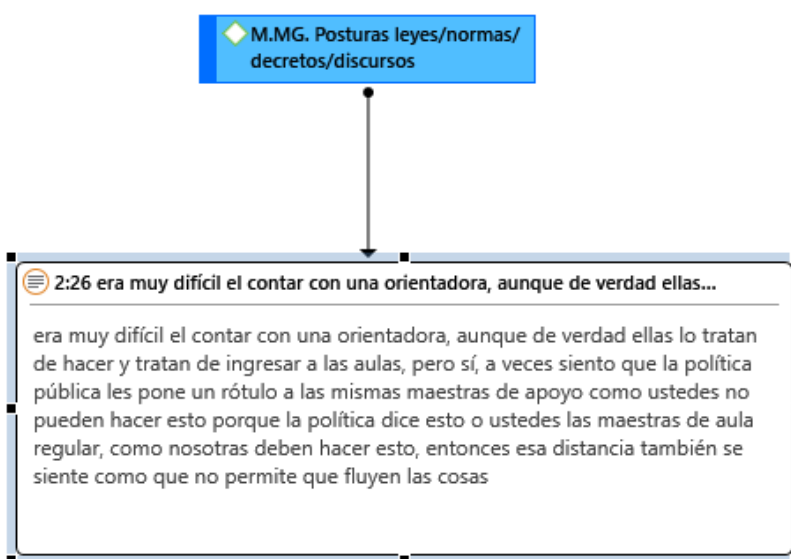 M.MG. Posturas leyes/normas/
decretos/discursos
2:26 era muy difícil el contar con una orientadora, aunque de verdad ellas...
era muy difícil el contar con una orientadora, aunque de verdad ellas lo tratan
de hacer y tratan de ingresar a las aulas, pero sí, a veces siento que la política
pública les pone un rótulo a las mismas maestras de apoyo como ustedes no
pueden hacer esto porque la política dice esto o ustedes las maestras de aula
regular, como nosotras deben hacer esto, entonces esa distancia también se
siente como que no permite que fluyen las cosas